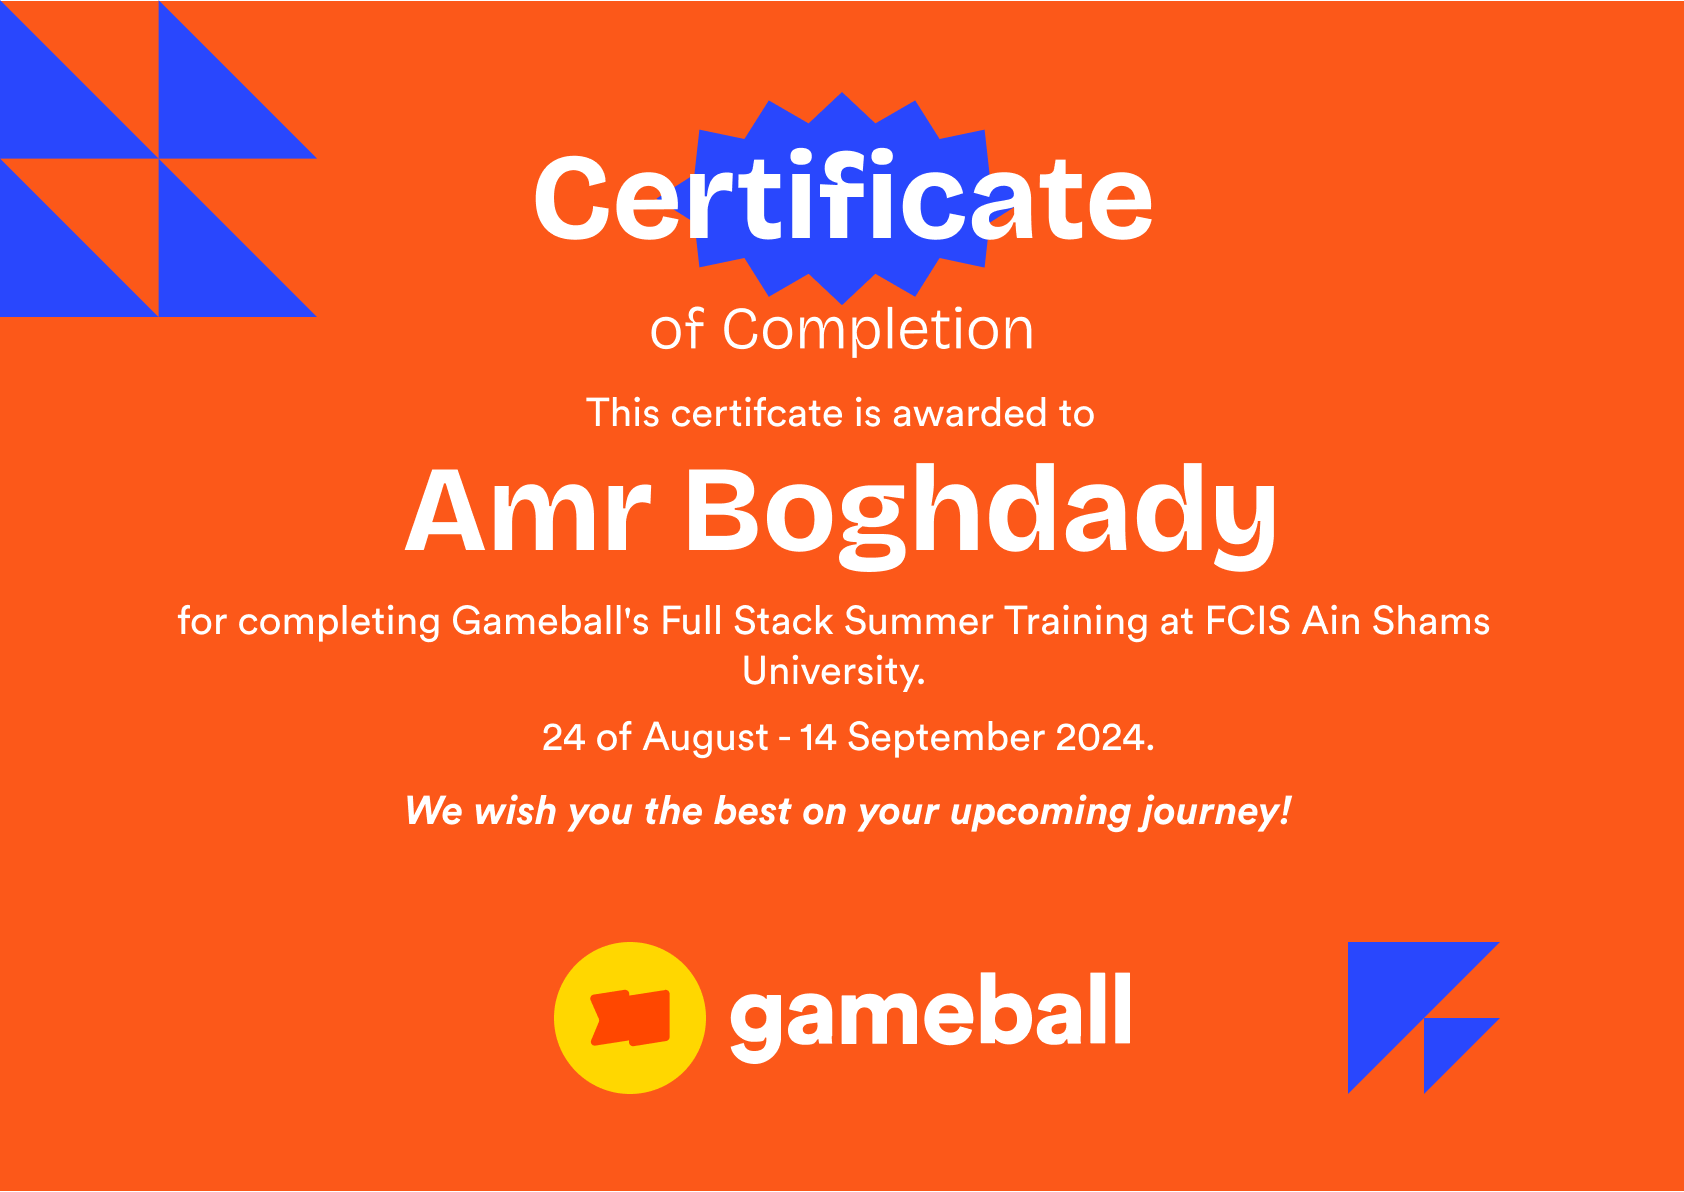 Certificate
of Completion
This certifcate is awarded to
Amr Boghdady
for completing Gameball's Full Stack Summer Training at FCIS Ain Shams
University.
24 of August - 14 September 2024.
We wish you the best on your upcoming journey!
gameball